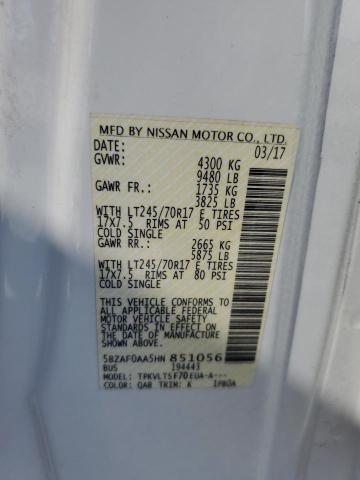 MFD BY NISSAN MOTOR CO., LTD.
DATE: 03/17
GVWR: 4300 KG
9480 LB
GAWR FR.: 1735 KG
3825 LB
WITH LT245/70R17 E TIRES
17X7.5 RIMS AT 50 PSI
COLD SINGLE
GAWR RR: 2665 KG
5875 LB
WITH LT245/70R17 E TIRES
17X7.5 RIMS AT 80 PSI
COLD SINGLE
THIS VEHICLE CONFORMS TO
ALL APPLICABLE FEDERAL
MOTOR VEHICLE SAFETY
STANDARDS IN EFFECT ON
THE DATE OF MANUFACTURE
SHOWN ABOVE.
5BZAF0AA5HN 851056
BUS 194443
MODEL: TPKVLTSF70EUA-A---
COLOR: QAB TRIM: K